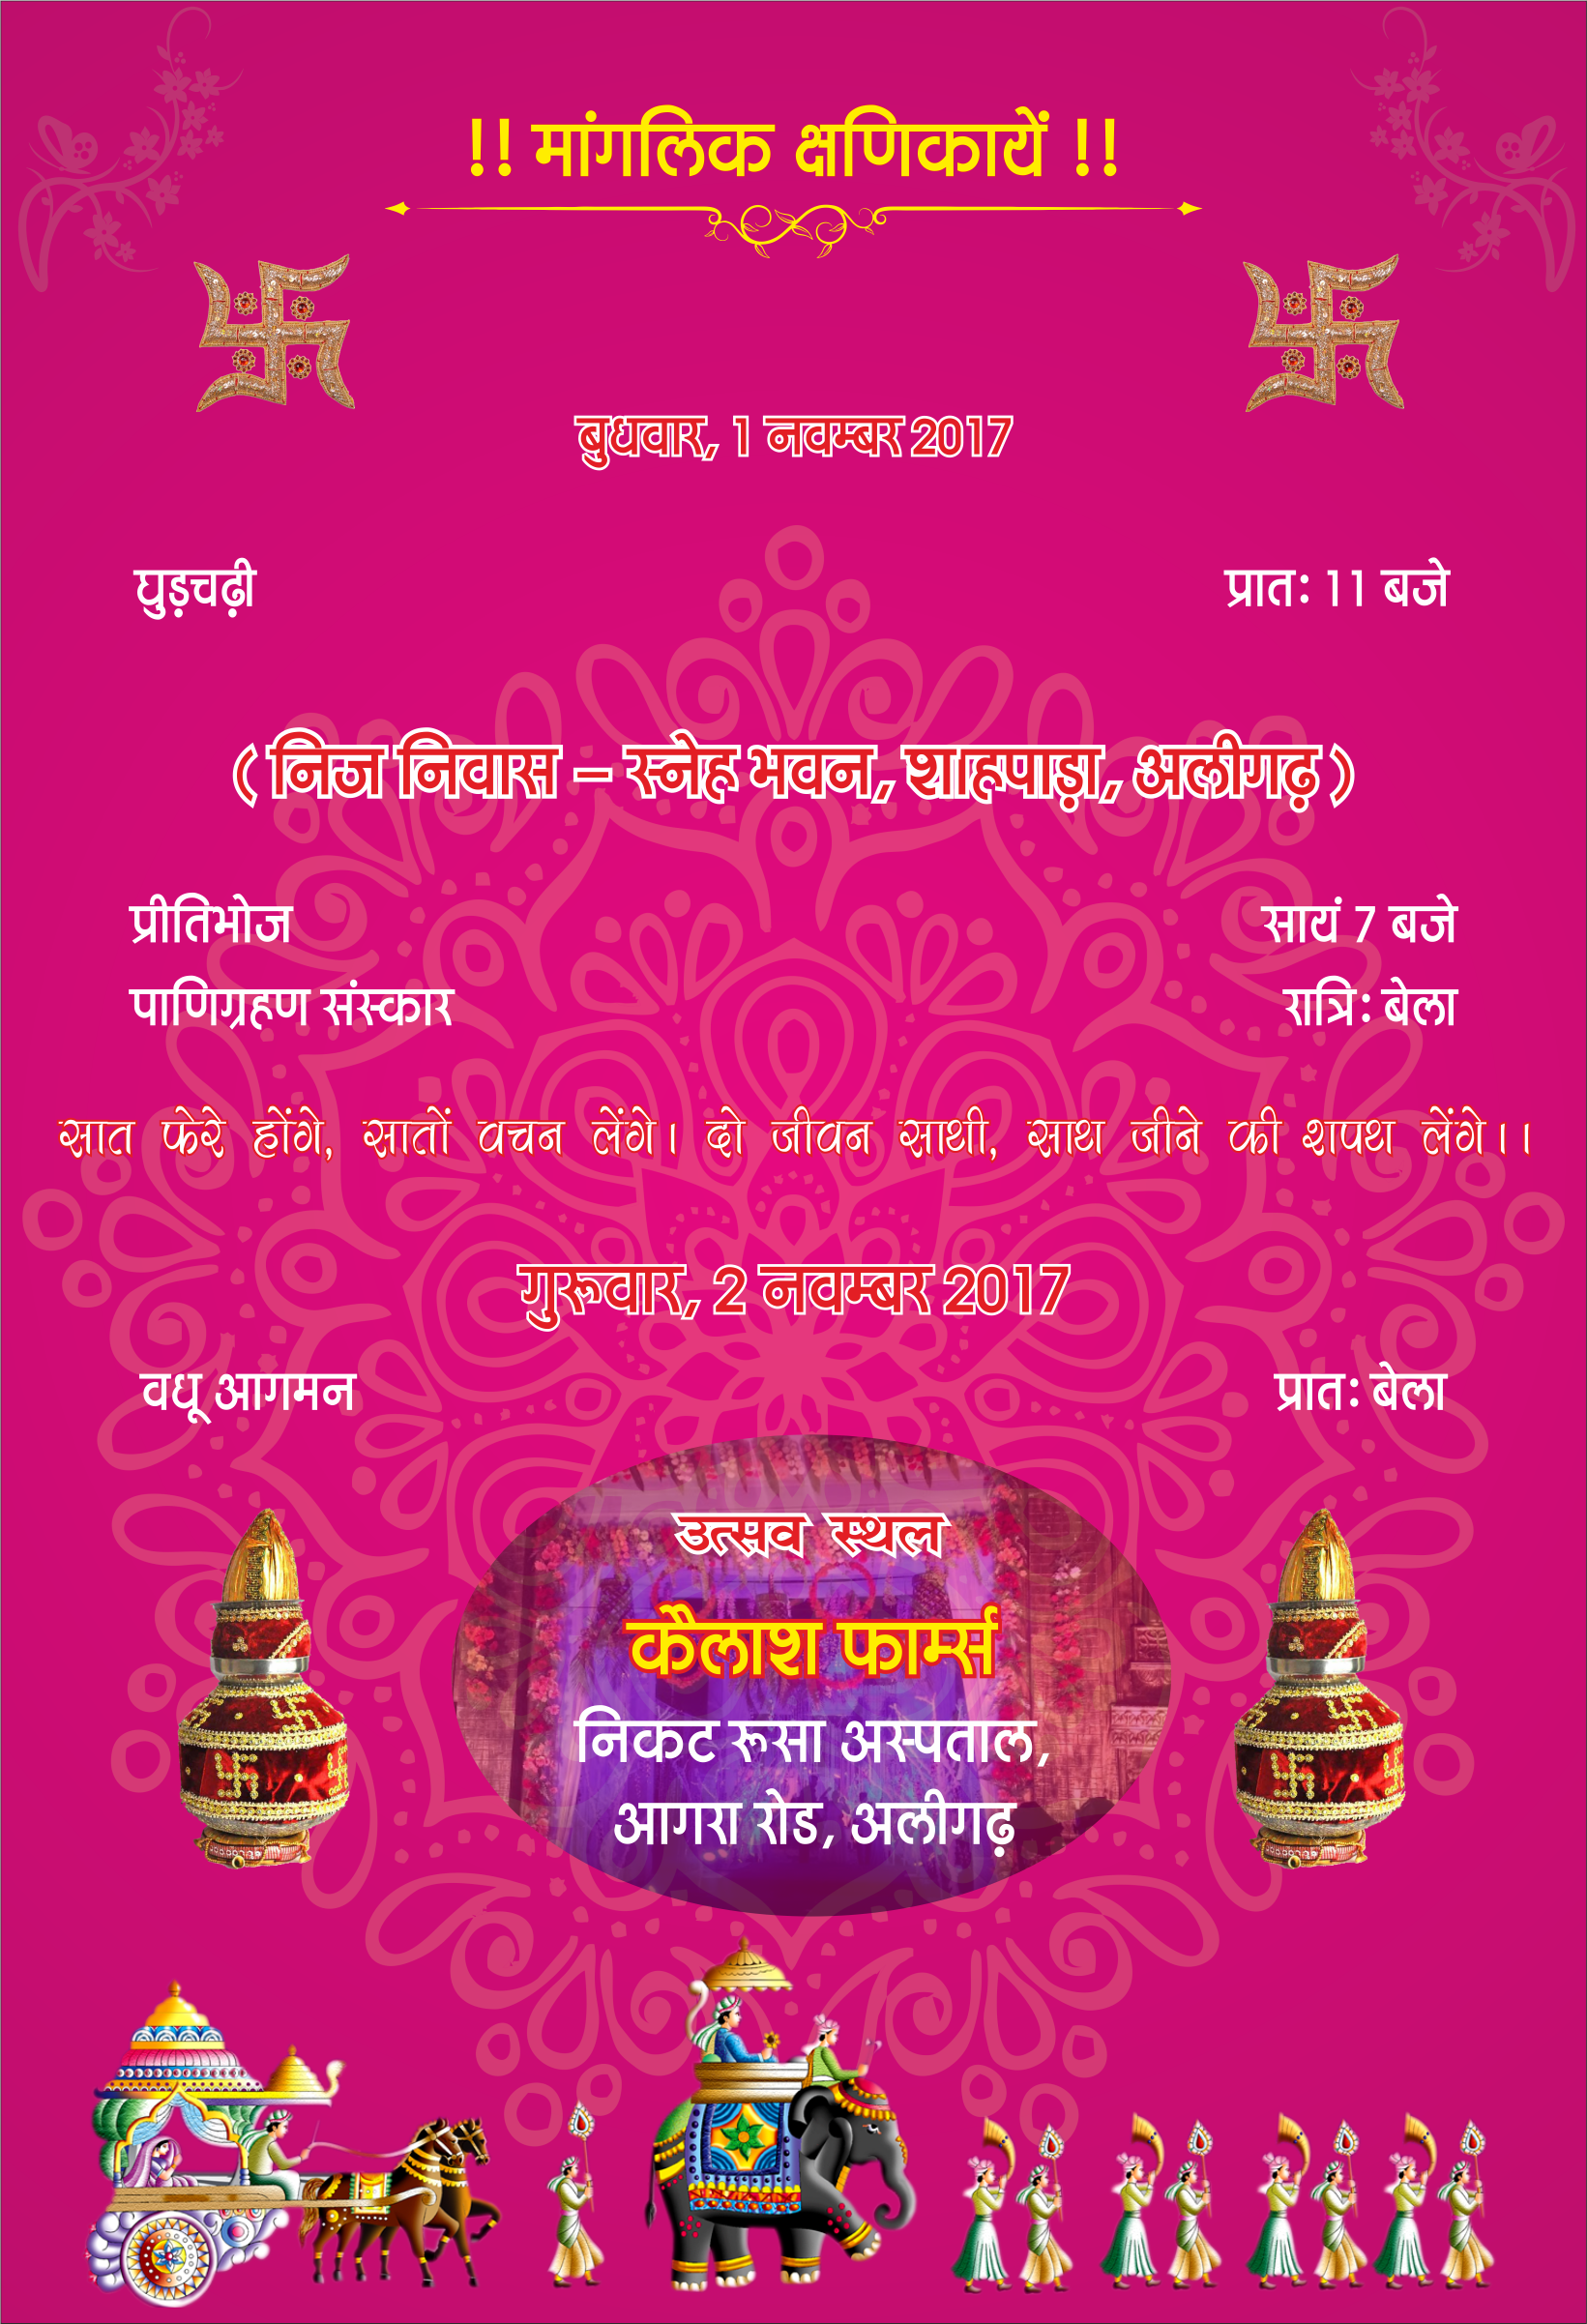 !! मांगलिक क्षणिकायें !!
बुधवार, 1 नवम्बर 2017
घुड़चढ़ी प्रातः 11 बजे
( निज निवास – स्नेह भवन, शाहपाड़ा, अलीगढ़ )
प्रीतिभोज सायं 7 बजे
पाणिग्रहण संस्कार रात्रिः बेला
सात फेरे होंगे, सातों वचन लेंगे। दो जीवन साथी, साथ जीने की शपथ लेंगे।।
गुरूवार, 2 नवम्बर 2017
वधू आगमन प्रातः बेला
उत्सव स्थल
कैलाश फार्म्स
निकट रूसा अस्पताल,
आगरा रोड, अलीगढ़